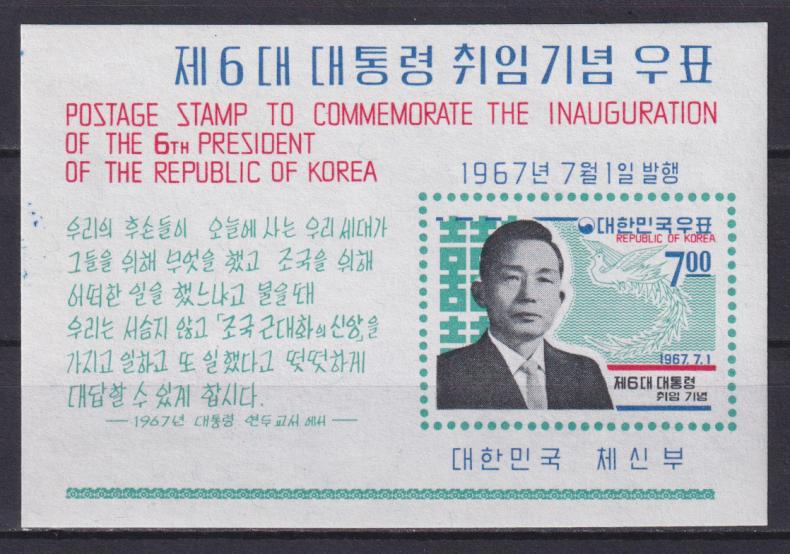 제6대 대통령 취임기념 우표
POSTAGE STAMP TO COMMEMORATE THE INAUGURATION
OF THE 6TH PRESIDENT
OF THE REPUBLIC OF KOREA
1967년 7월 1일 발행
우리의 후손들이 오늘에 사는 우리 세대가
그들을 위해 무엇을 했고 조국을 위해
어떠한 일을 했느냐고 물을 때
우리는 서슴지 않고 「조국 근대화의 신앙」을
가지고 일하고 또 일했다고 떳떳하게
대답할 수 있게 합시다.
—1967년 대통령 연두교서에서—
囍
대한민국우표
REPUBLIC OF KOREA
700
1967.7.1
제6대 대통령
취임 기념
대한민국 체신부